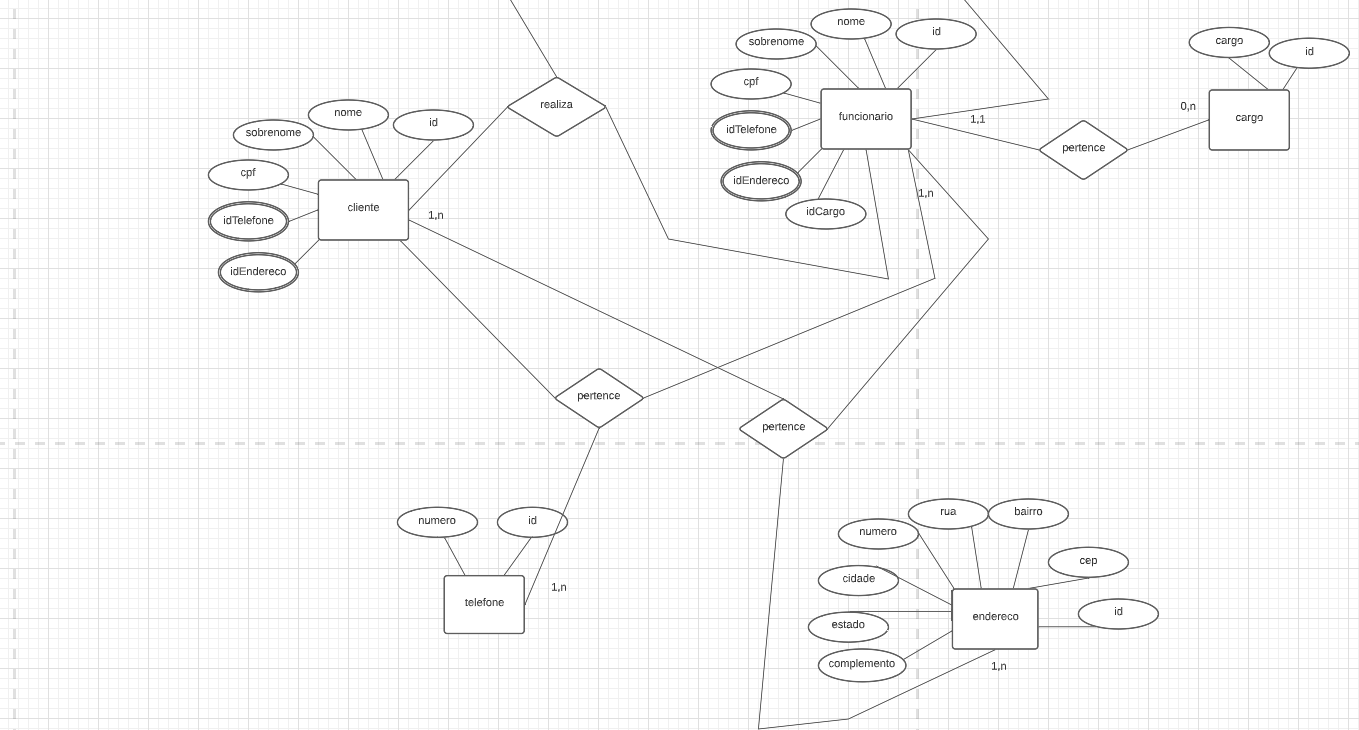 nome
id
sobrenome
cpf
idTelefone
idEndereco
idCargo
funcionario
cargo
id
cargo
0,n
1,1
pertence
realiza
nome
id
sobrenome
cpf
idTelefone
idEndereco
cliente
1,n
1,n
pertence
pertence
numero
id
telefone
1,n
numero
rua
bairro
cidade
cep
estado
id
complemento
endereco
1,n